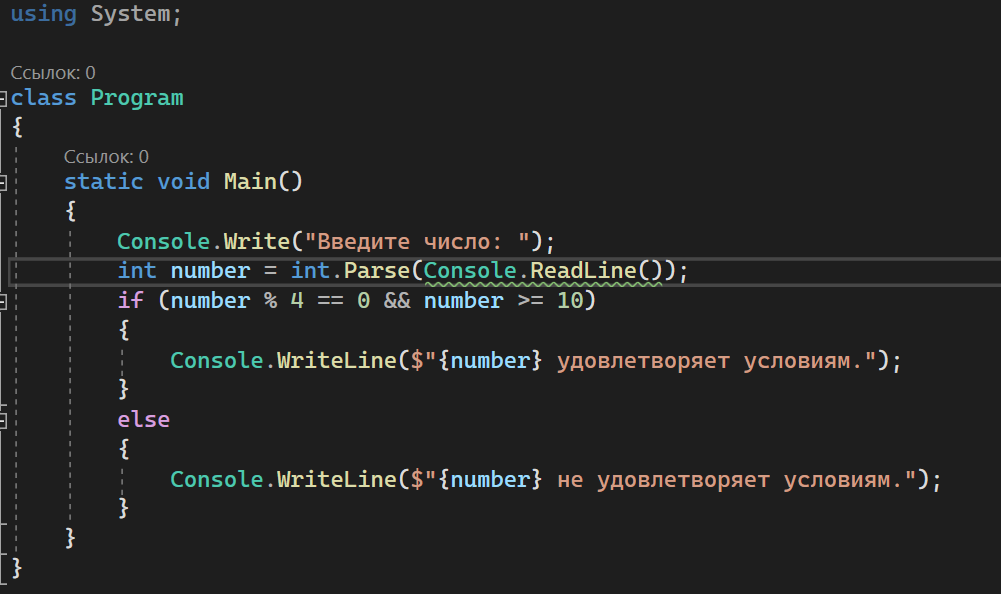 using System;
Ссылок: 0
class Program
{
Ссылок: 0
static void Main()
{
Console.Write("Введите число: ");
int number = int.Parse(Console.ReadLine());
if (number % 4 == 0 && number >= 10)
{
Console.WriteLine($"{number} удовлетворяет условиям.");
}
else
{
Console.WriteLine($"{number} не удовлетворяет условиям.");
}
}
}